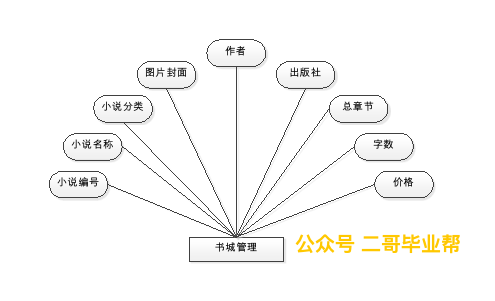 作者
图片封面
出版社
小说分类
总章节
小说名称
字数
小说编号
价格
书城管理
公众号 二哥毕业帮